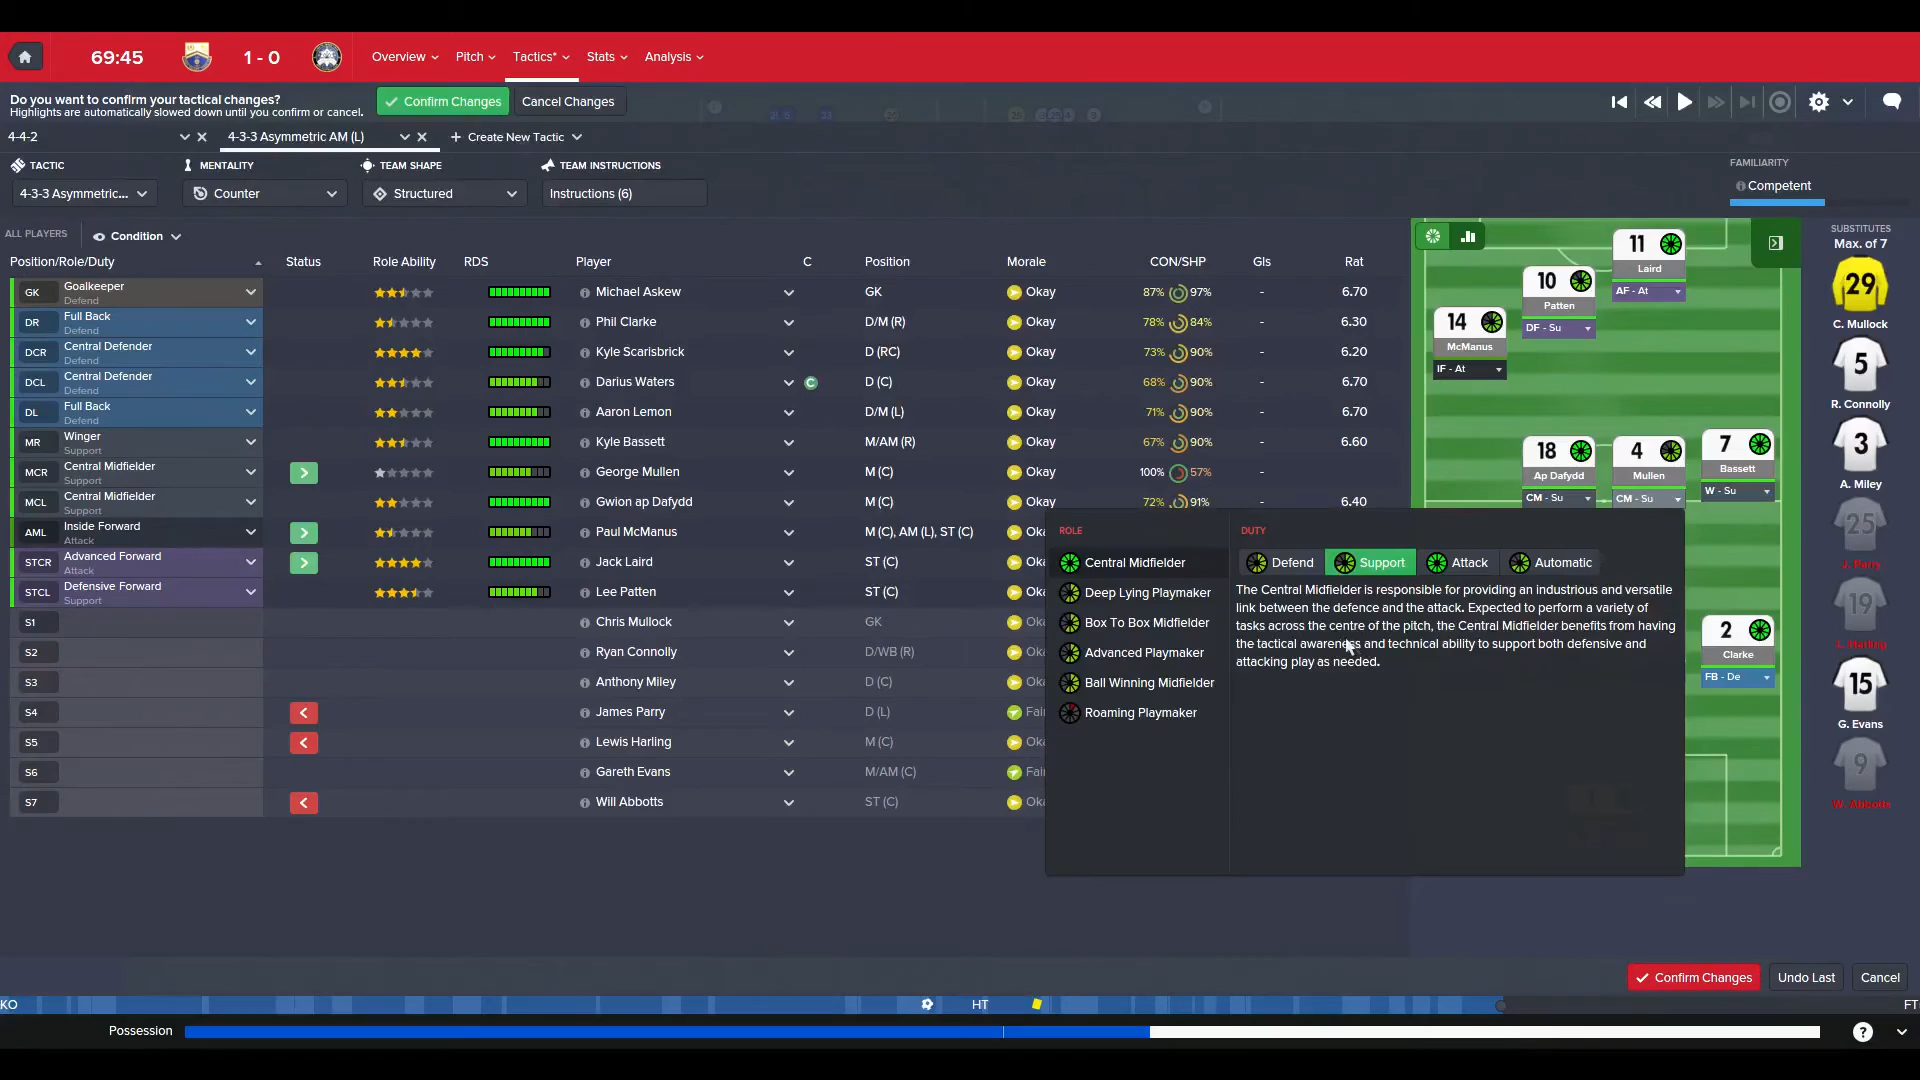 69:45
1 - 0
Overview
Pitch
Tactics*
Stats
Analysis
Do you want to confirm your tactical changes?
Highlights are automatically slowed down until you confirm or cancel.
Confirm Changes
Cancel Changes
4-4-2
4-3-3 Asymmetric AM (L)
Create New Tactic
TACTIC
MENTALITY
TEAM SHAPE
TEAM INSTRUCTIONS
4-3-3 Asymmetric...
Counter
Structured
Instructions (6)
FAMILIARITY
Competent
ALL PLAYERS
Condition
Position/Role/Duty
Status
Role Ability
RDS
Player
C
Position
Morale
CON/SHP
Gls
Rat
GK Goalkeeper Defend Michael Askew GK Okay 87% 97% - 6.70
DR Full Back Defend Phil Clarke D/M (R) Okay 78% 84% - 6.30
DCR Central Defender Defend Kyle Scarisbrick D (RC) Okay 73% 90% - 6.20
DCL Central Defender Defend Darius Waters C D (C) Okay 68% 90% - 6.70
DL Full Back Defend Aaron Lemon D/M (L) Okay 71% 90% - 6.70
MR Winger Support Kyle Bassett M/AM (R) Okay 67% 90% - 6.60
MCR Central Midfielder Support George Mullen M (C) Okay 100% 57% -
MCL Central Midfielder Support Gwion ap Dafydd M (C) Okay 72% 91% - 6.40
AML Inside Forward Attack Paul McManus M (C), AM (L), ST (C)
STCR Advanced Forward Attack Jack Laird ST (C)
STCL Defensive Forward Support Lee Patten ST (C)
S1 Chris Mullock GK
S2 Ryan Connolly D/WB (R)
S3 Anthony Miley D (C)
S4 James Parry D (L) Fai
S5 Lewis Harling M (C) Oka
S6 Gareth Evans M/AM (C) Fai
S7 Will Abbotts ST (C) Oka
ROLE
Central Midfielder
Deep Lying Playmaker
Box To Box Midfielder
Advanced Playmaker
Ball Winning Midfielder
Roaming Playmaker
DUTY
Defend
Support
Attack
Automatic
The Central Midfielder is responsible for providing an industrious and versatile
link between the defence and the attack. Expected to perform a variety of
tasks across the centre of the pitch, the Central Midfielder benefits from having
the tactical awareness and technical ability to support both defensive and
attacking play as needed.
11
Laird
AF - At
10
Patten
DF - Su
14
McManus
IF - At
18
Ap Dafydd
CM - Su
4
Mullen
CM - Su
7
Bassett
W - Su
2
Clarke
FB - De
SUBSTITUTES
Max. of 7
29
C. Mullock
5
R. Connolly
3
A. Miley
25
J. Parry
19
L. Harling
15
G. Evans
9
W. Abbotts
Confirm Changes
Undo Last
Cancel
KO
HT
FT
Possession
?